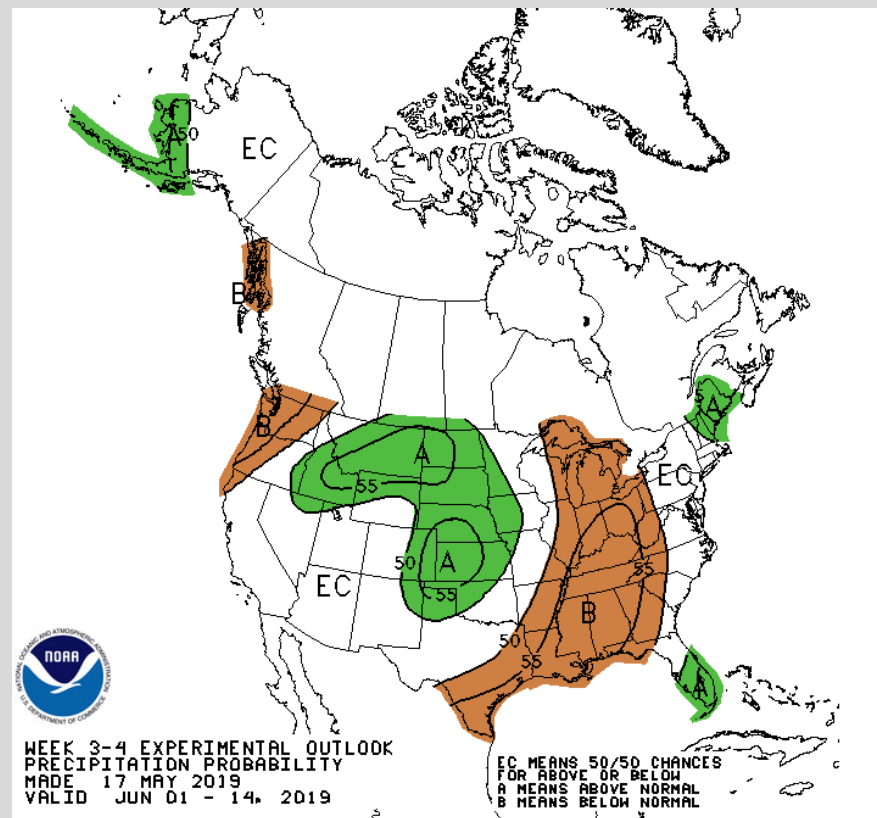 A
50
EC
B
B
A
A
EC
55
A
50
55
EC
55
B
50
55
A
NOAA
NATIONAL OCEANIC AND ATMOSPHERIC ADMINISTRATION
U.S. DEPARTMENT OF COMMERCE
WEEK 3-4 EXPERIMENTAL OUTLOOK
PRECIPITATION PROBABILITY
MADE 17 MAY 2019
VALID JUN 01 - 14, 2019
EC MEANS 50/50 CHANCES
FOR ABOVE OR BELOW
A MEANS ABOVE NORMAL
B MEANS BELOW NORMAL